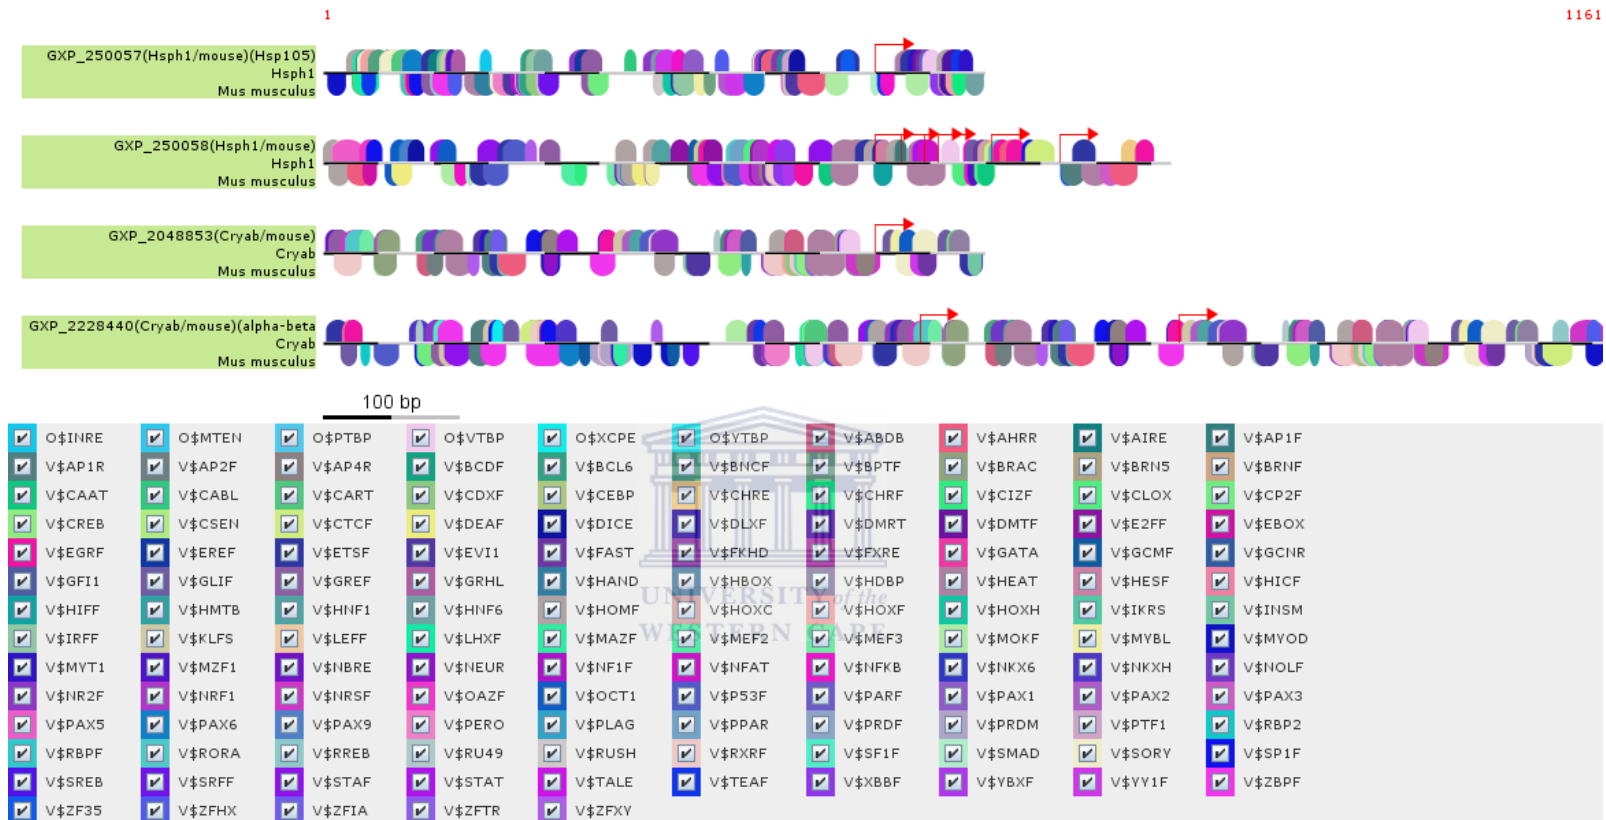 1 1161
GXP_250057(Hsph1/mouse)(Hsp105)
Hsph1
Mus musculus
GXP_250058(Hsph1/mouse)
Hsph1
Mus musculus
GXP_2048853(Cryab/mouse)
Cryab
Mus musculus
GXP_2228440(Cryab/mouse)(alpha-beta
Cryab
Mus musculus
100 bp
O$INRE O$MTEN O$PTBP O$VTBP O$XCPE O$YTBP V$ABDB V$AHRR V$AIRE V$AP1F
V$AP1R V$AP2F V$AP4R V$BCDF V$BCL6 V$BNCF V$BPTF V$BRAC V$BRN5 V$BRNF
V$CAAT V$CABL V$CART V$CDXF V$CEBP V$CHRE V$CHRF V$CIZF V$CLOX V$CP2F
V$CREB V$CSEN V$CTCF V$DEAF V$DICE V$DLXF V$DMRT V$DMTF V$E2FF V$EBOX
V$EGRF V$EREF V$ETSF V$EVI1 V$FAST V$FKHD V$FXRE V$GATA V$GCMF V$GCNR
V$GFI1 V$GLIF V$GREF V$GRHL V$HAND V$HBOX V$HDBP V$HEAT V$HESF V$HICF
UNIVERSITY of the
V$HIFF V$HMTB V$HNF1 V$HNF6 V$HOMF V$HOXC V$HOXF V$HOXH V$IKRS V$INSM
WESTERN CAPE
V$IRFF V$KLFS V$LEFF V$LHXF V$MAZF V$MEF2 V$MEF3 V$MOKF V$MYBL V$MYOD
V$MYT1 V$MZF1 V$NBRE V$NEUR V$NF1F V$NFAT V$NFKB V$NKX6 V$NKXH V$NOLF
V$NR2F V$NRF1 V$NRSF V$OAZF V$OCT1 V$P53F V$PARF V$PAX1 V$PAX2 V$PAX3
V$PAX5 V$PAX6 V$PAX9 V$PERO V$PLAG V$PPAR V$PRDF V$PRDM V$PTF1 V$RBP2
V$RBPF V$RORA V$RREB V$RU49 V$RUSH V$RXRF V$SF1F V$SMAD V$SORY V$SP1F
V$SREB V$SRFF V$STAF V$STAT V$TALE V$TEAF V$XBBF V$YBXF V$YY1F V$ZBPF
V$ZF35 V$ZFHX V$ZFIA V$ZFTR V$ZFXY